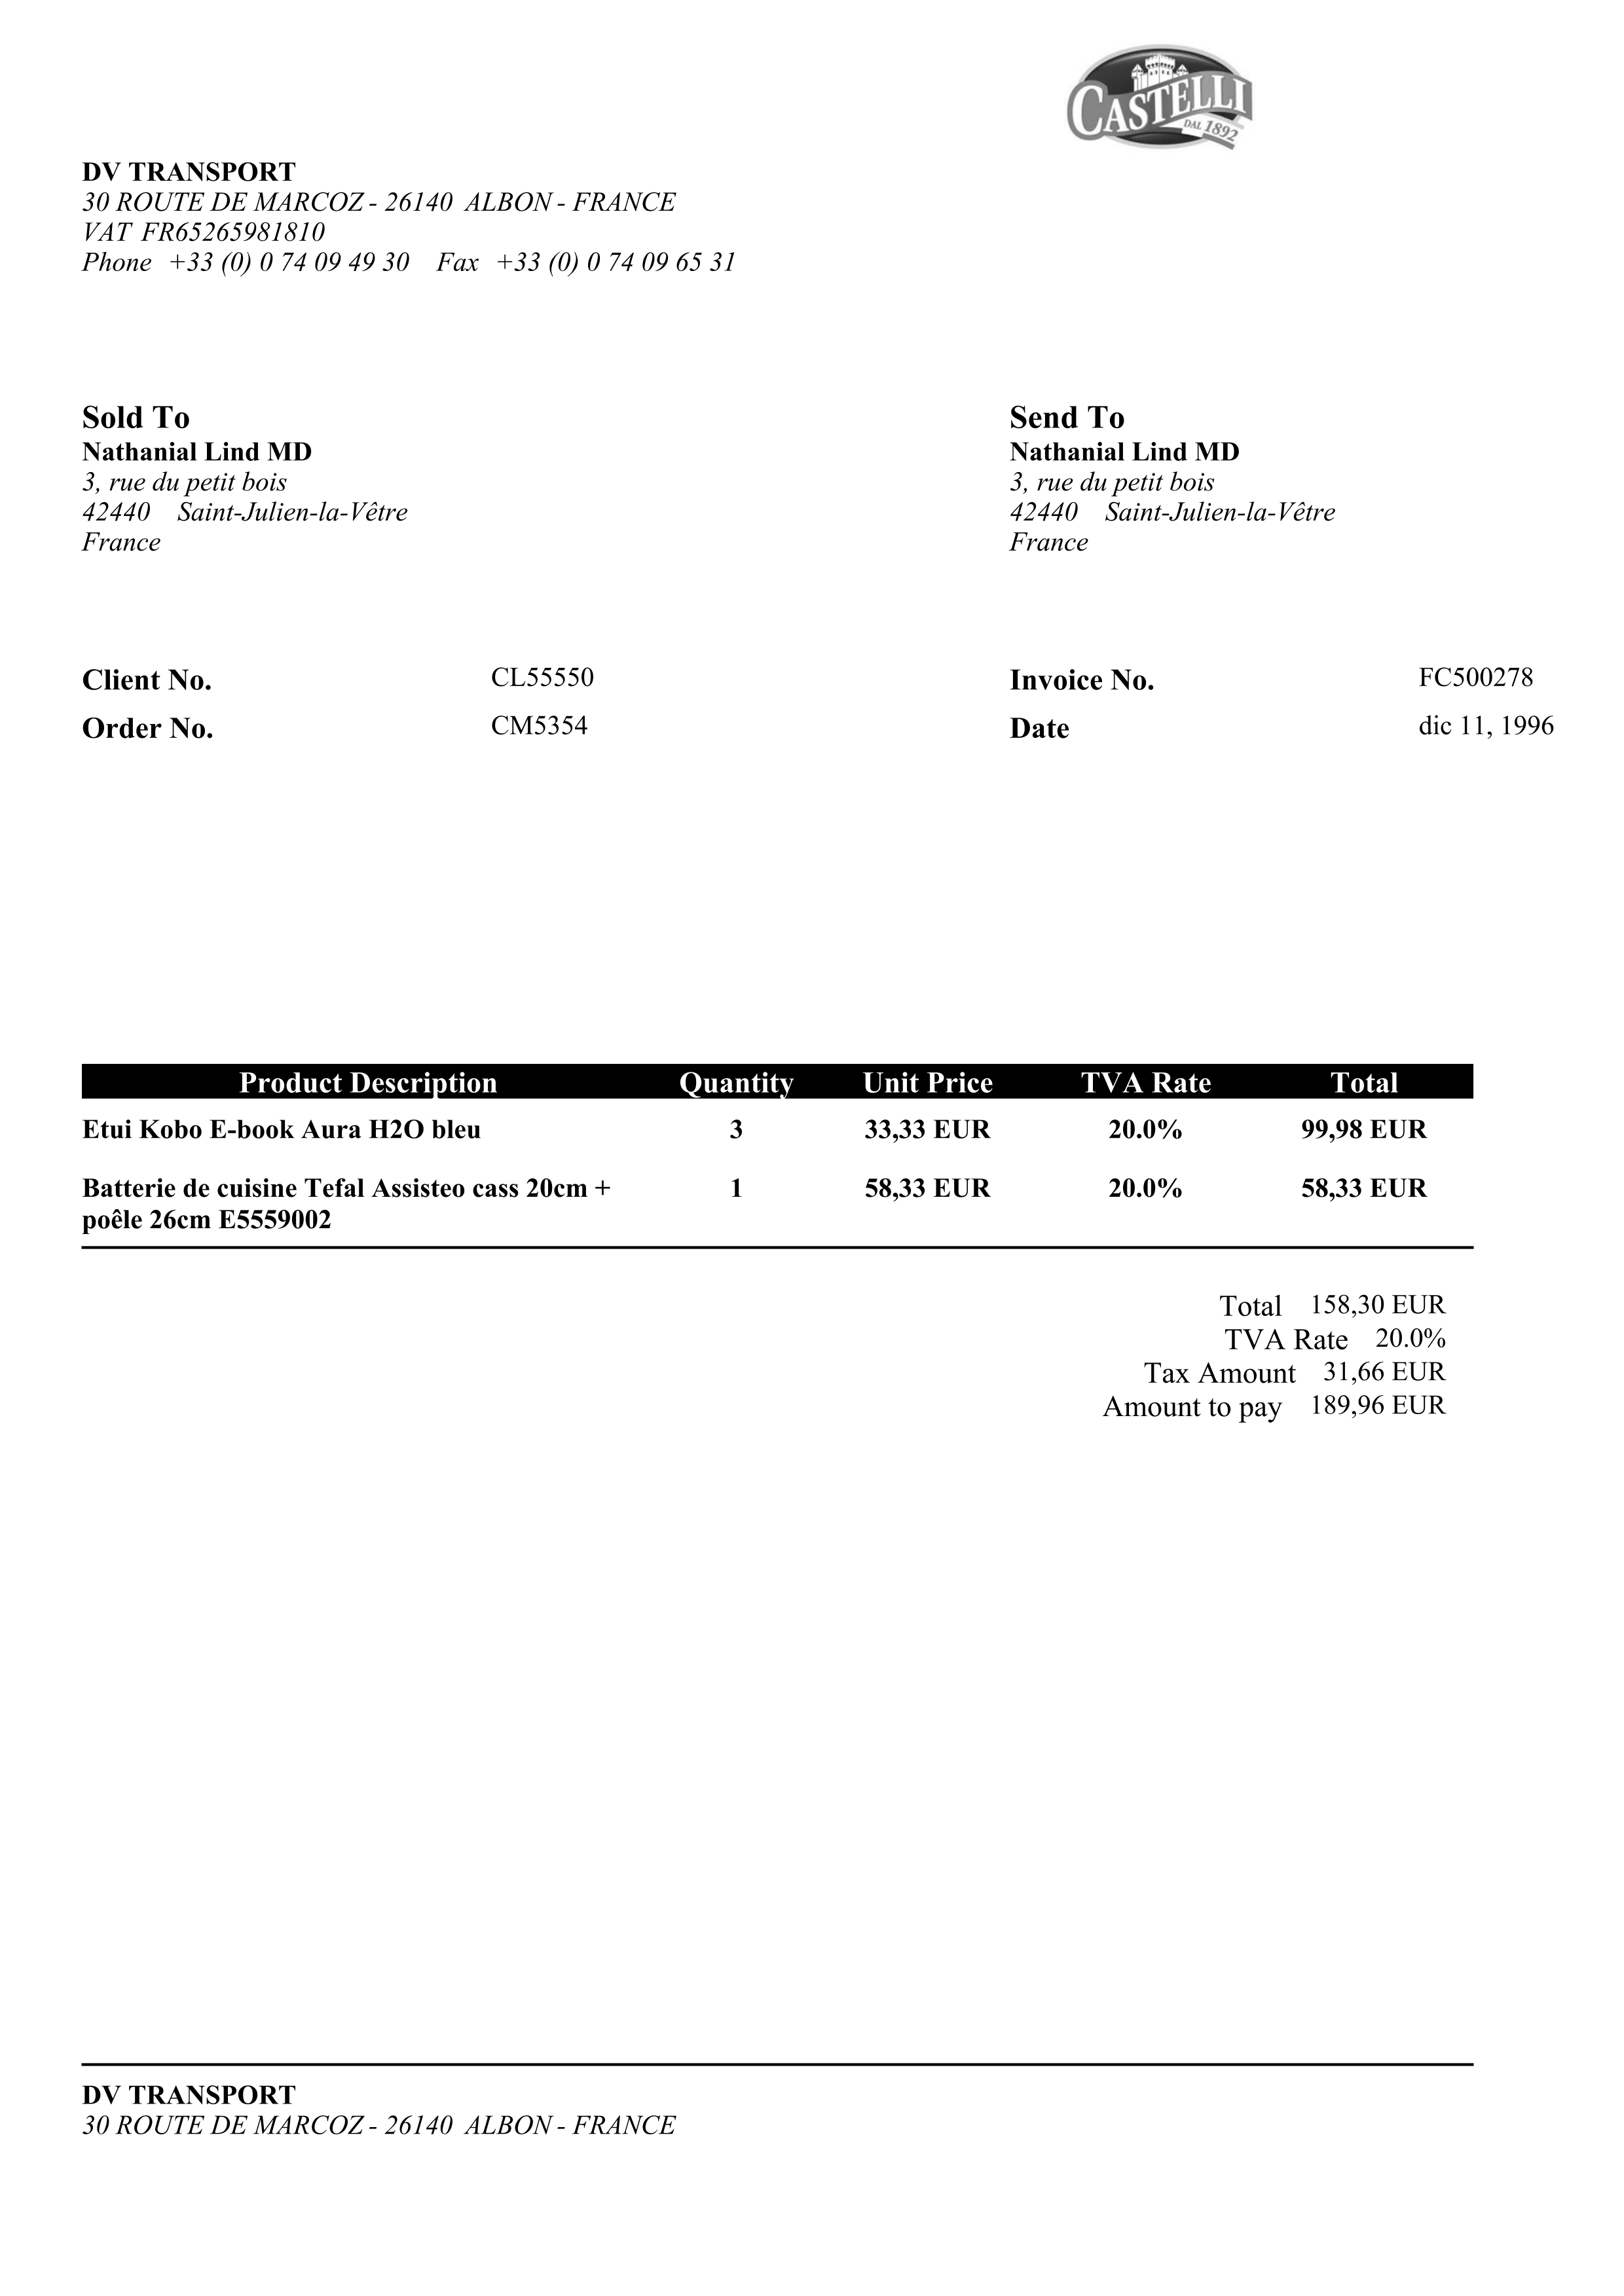 CASTELLI
DAL 1892
DV TRANSPORT
30 ROUTE DE MARCOZ - 26140 ALBON - FRANCE
VAT FR65265981810
Phone +33 (0) 0 74 09 49 30 Fax +33 (0) 0 74 09 65 31
Sold To
Nathanial Lind MD
3, rue du petit bois
42440 Saint-Julien-la-Vêtre
France
Send To
Nathanial Lind MD
3, rue du petit bois
42440 Saint-Julien-la-Vêtre
France
Client No. CL55550
Order No. CM5354
Invoice No. FC500278
Date dic 11, 1996
Product Description Quantity Unit Price TVA Rate Total
Etui Kobo E-book Aura H2O bleu 3 33,33 EUR 20.0% 99,98 EUR
Batterie de cuisine Tefal Assisteo cass 20cm + 1 58,33 EUR 20.0% 58,33 EUR
poêle 26cm E5559002
Total 158,30 EUR
TVA Rate 20.0%
Tax Amount 31,66 EUR
Amount to pay 189,96 EUR
DV TRANSPORT
30 ROUTE DE MARCOZ - 26140 ALBON - FRANCE